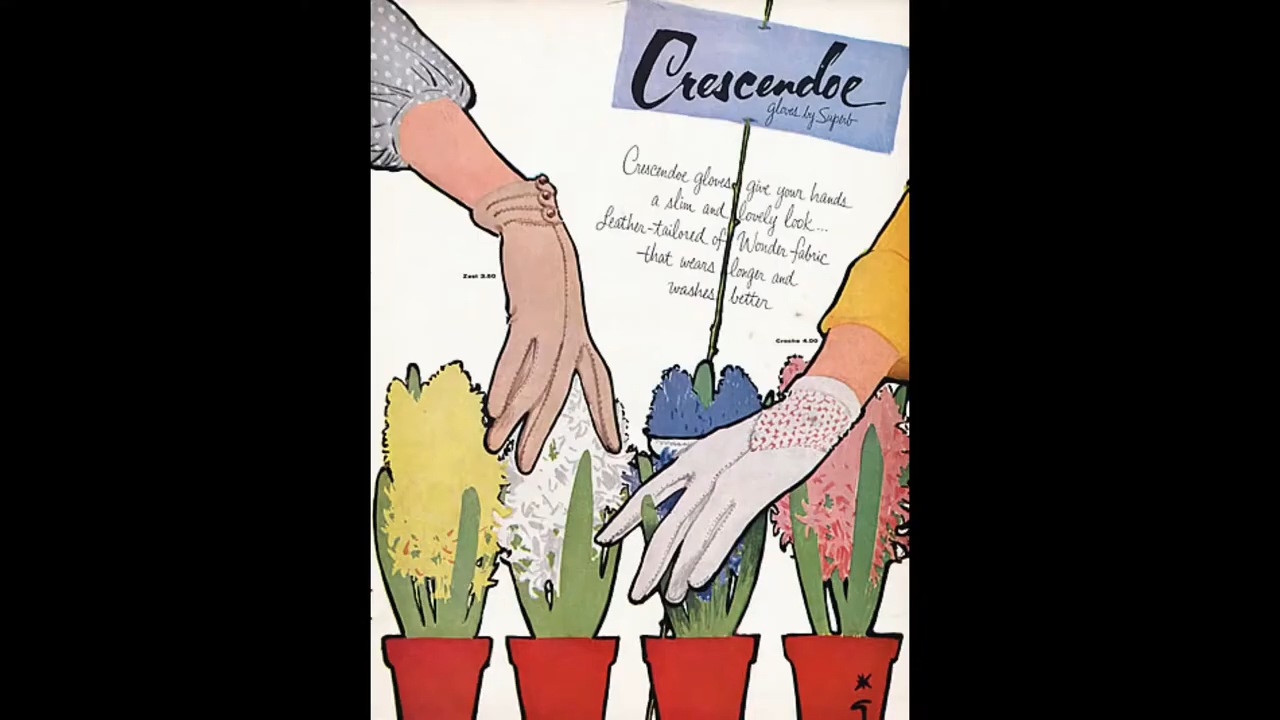 Crescendoe
gloves by Superb
Crescendoe gloves give your hands
a slim and lovely look...
Leather-tailored of Wonder fabric
that wears longer and
washes better
Zest 3.50
Croche 4.00